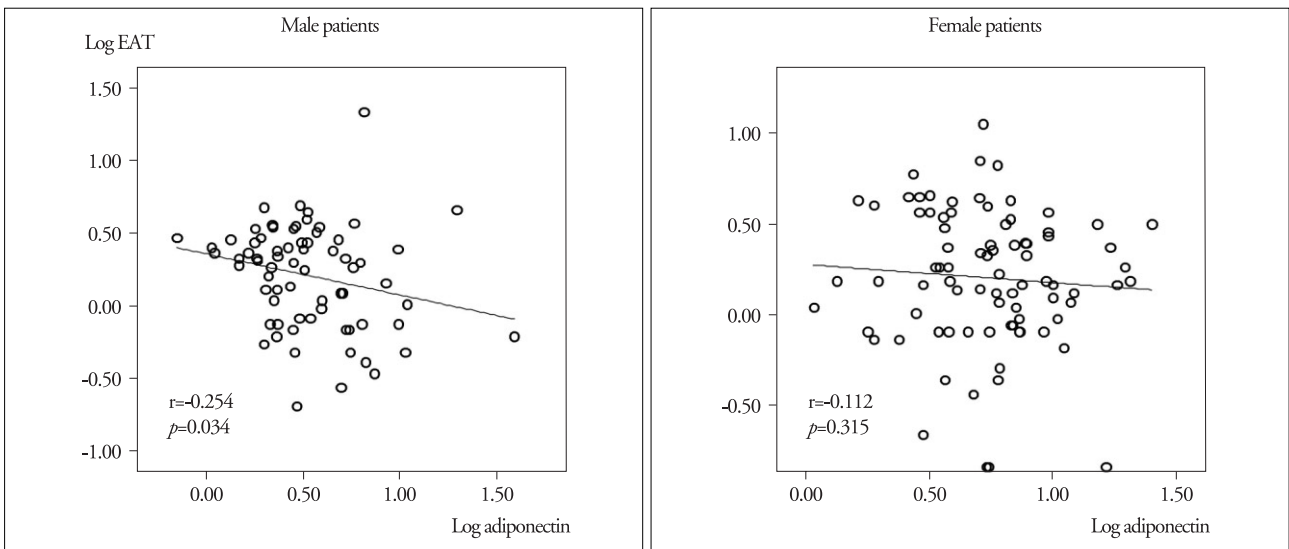 Male patients
Log EAT
1.50
1.00
0.50
0.00
-0.50
-1.00
r=-0.254
p=0.034
0.00 0.50 1.00 1.50
Log adiponectin
Female patients
1.00
0.50
0.00
-0.50
r=-0.112
p=0.315
0.00 0.50 1.00 1.50
Log adiponectin